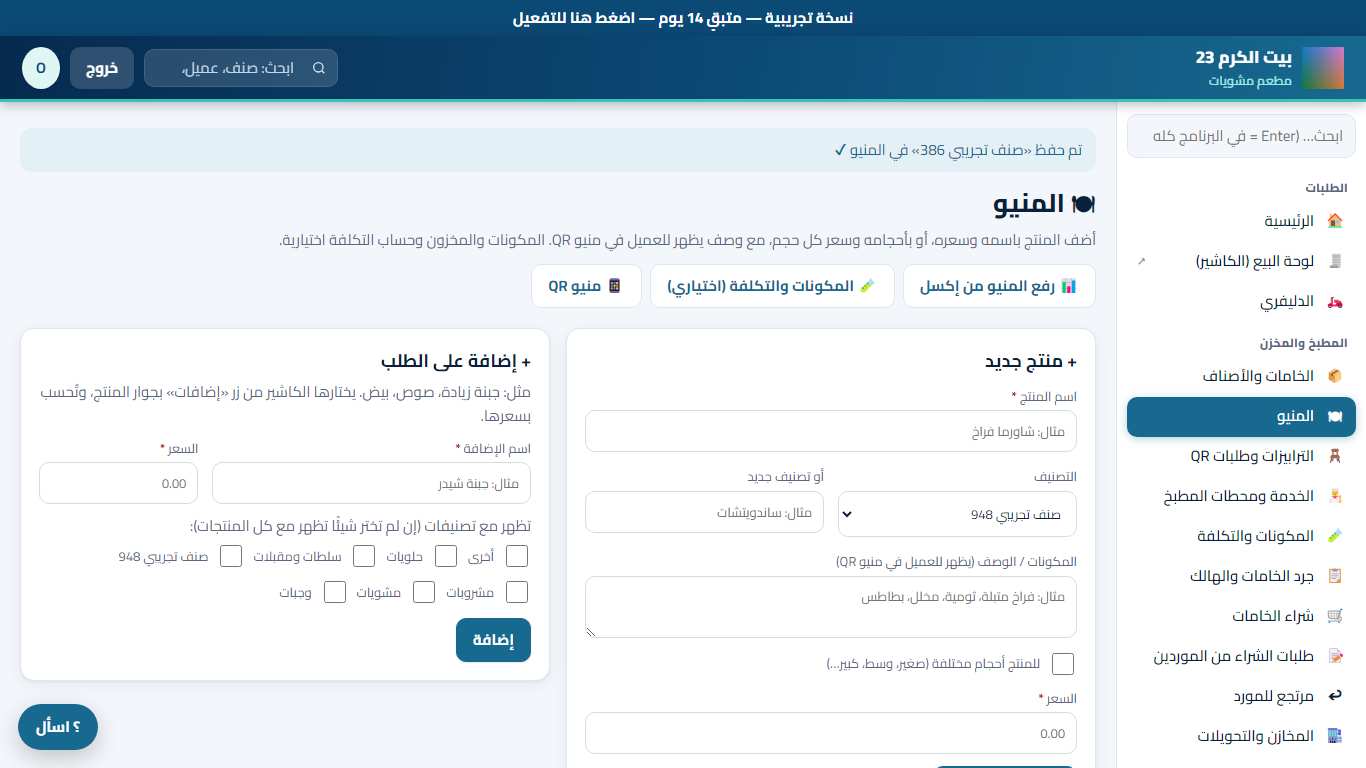 نسخة تجريبية — متبقٍ 14 يوم — اضغط هنا للتفعيل
بيت الكرم 23
مطعم مشويات
ابحث: صنف، عميل،
خروج
O
ابحث... (Enter = في البرنامج كله
الطلبات
الرئيسية
لوحة البيع (الكاشير)
الدليفري
المطبخ والمخزن
الخامات والأصناف
المنيو
الترابيزات وطلبات QR
الخدمة ومحطات المطبخ
المكونات والتكلفة
جرد الخامات والهالك
شراء الخامات
طلبات الشراء من الموردين
مرتجع للمورد
المخازن والتحويلات
تم حفظ «صنف تجريبي 386» في المنيو ✓
المنيو
أضف المنتج باسمه وسعره، أو بأحجامه وسعر كل حجم، مع وصف يظهر للعميل في منيو QR. المكونات والمخزون وحساب التكلفة اختيارية.
رفع المنيو من إكسل
المكونات والتكلفة (اختياري)
منيو QR
+ منتج جديد
اسم المنتج *
مثال: شاورما فراخ
التصنيف
أو تصنيف جديد
صنف تجريبي 948
مثال: ساندويتشات
المكونات / الوصف (يظهر للعميل في منيو QR)
مثال: فراخ متبلة، ثومية، مخلل، بطاطس
للمنتج أحجام مختلفة (صغير، وسط، كبير...)
السعر *
0.00
+ إضافة على الطلب
مثل: جبنة زيادة، صوص، بيض. يختارها الكاشير من زر «إضافات» بجوار المنتج، وتُحسب
بسعرها.
اسم الإضافة *
السعر *
مثال: جبنة شيدر
0.00
تظهر مع تصنيفات (إن لم تختر شيئًا تظهر مع كل المنتجات):
أخرى
حلويات
سلطات ومقبلات
صنف تجريبي 948
مشروبات
مشويات
وجبات
إضافة
؟ اسأل